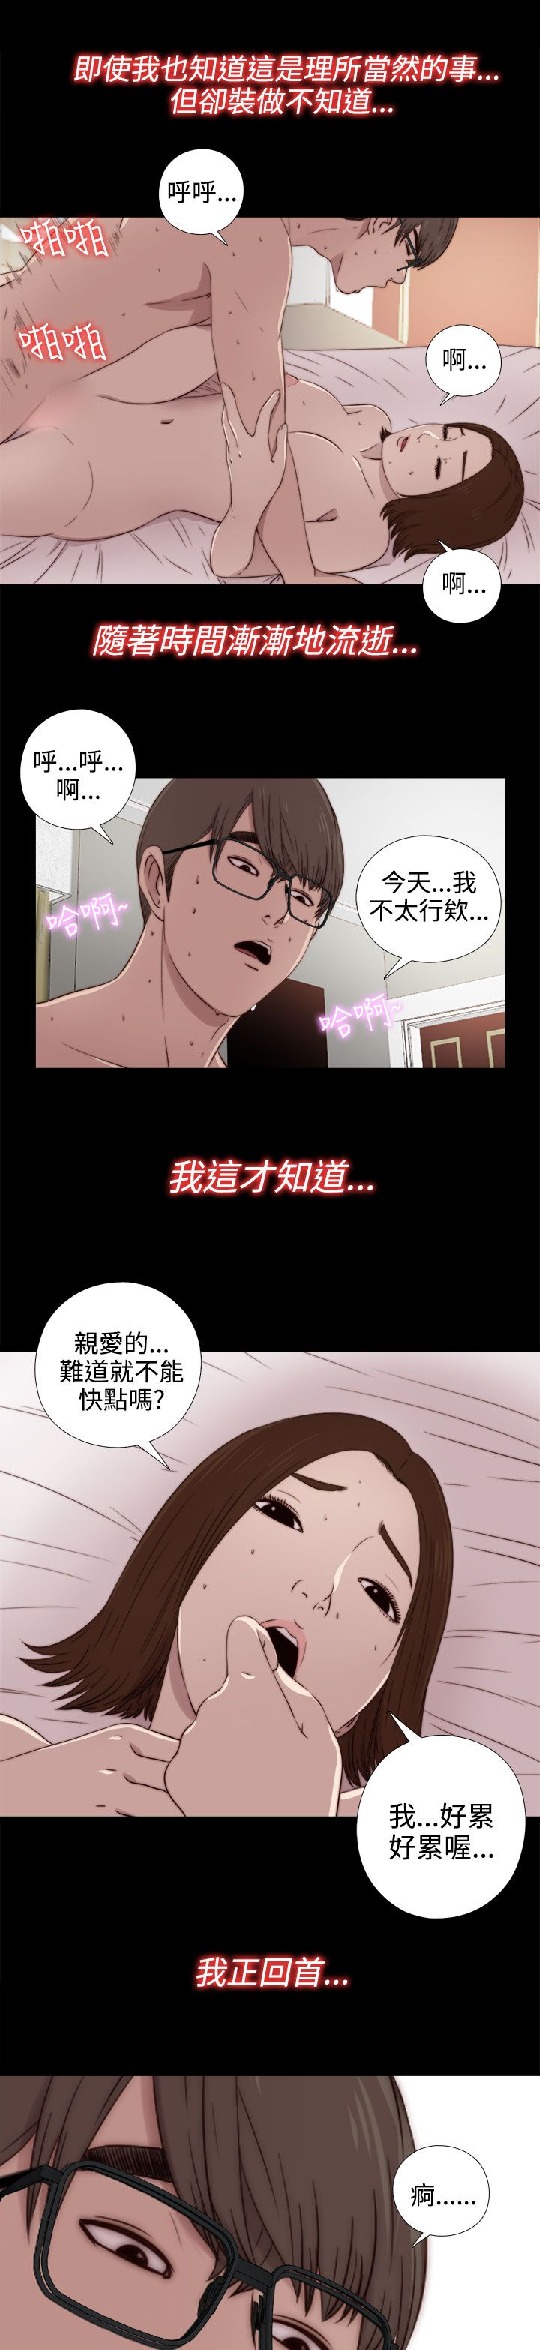 即使我也知道這是理所當然的事...
但卻裝做不知道...
呼呼...
啪啪
啪啪
啊...
啊...
隨著時間漸漸地流逝...
呼...呼...
啊...
哈啊~
今天...我
不太行欸...
哈啊~
我這才知道...
親愛的...
難道就不能
快點嗎?
我...好累
好累喔...
我正回首...
痾......